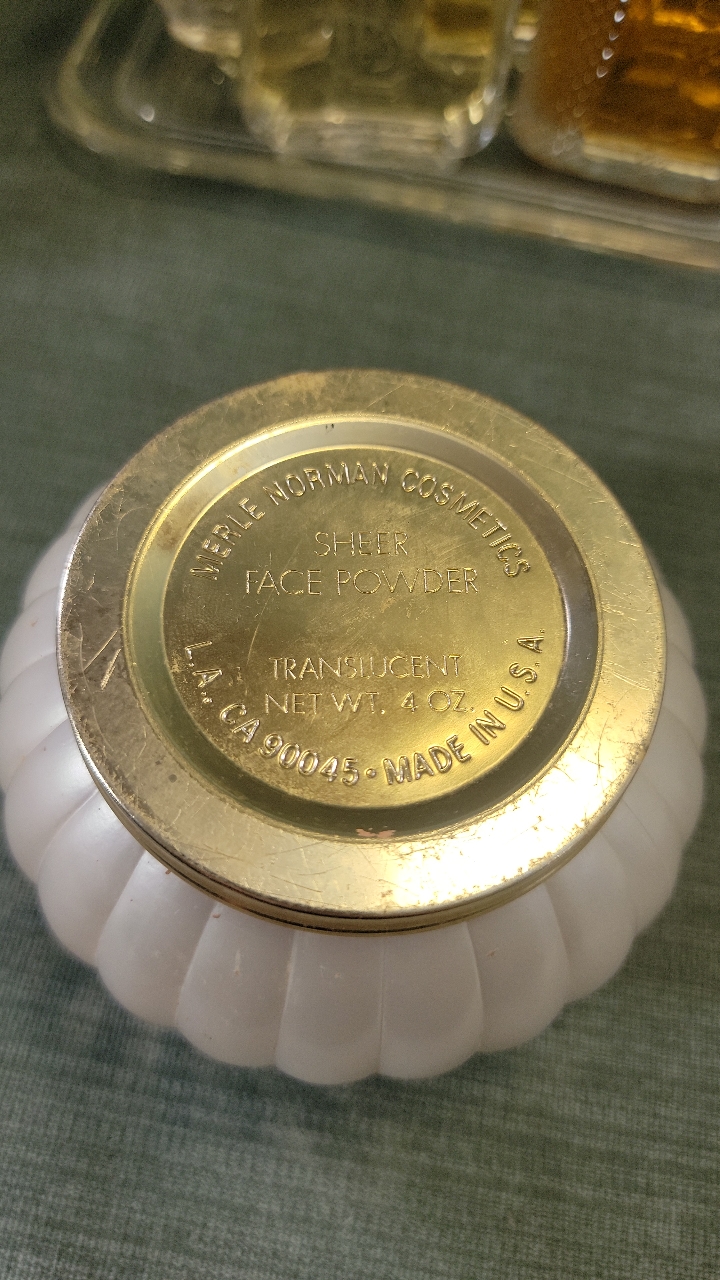 MERLE NORMAN COSMETICS
SHEER
FACE POWDER
TRANSLUCENT
NET WT. 4 OZ.
L.A., CA 90045 • MADE IN U.S.A.